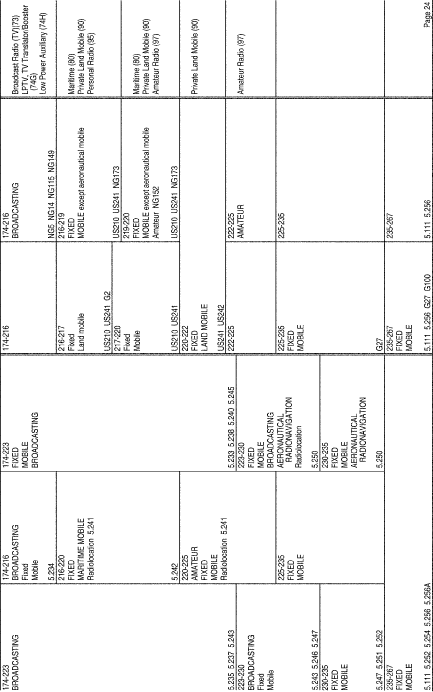 174-223
BROADCASTING
5.235 5.237 5.243
223-230
BROADCASTING
Fixed
Mobile
5.243 5.246 5.247
230-235
FIXED
MOBILE
5.247 5.251 5.252
235-267
FIXED
MOBILE
5.111 5.252 5.254 5.256 5.256A
174-216
BROADCASTING
Fixed
Mobile
5.234
216-220
FIXED
MARITIME MOBILE
Radiolocation 5.241
5.242
220-225
AMATEUR
FIXED
MOBILE
Radiolocation 5.241
225-235
FIXED
MOBILE
174-223
FIXED
MOBILE
BROADCASTING
5.233 5.238 5.240 5.245
223-230
FIXED
MOBILE
BROADCASTING
AERONAUTICAL
RADIONAVIGATION
Radiolocation
5.250
230-235
FIXED
MOBILE
AERONAUTICAL
RADIONAVIGATION
5.250
174-216
216-217
Fixed
Land mobile
US210 US241 G2
217-220
Fixed
Mobile
US210 US241
220-222
FIXED
LAND MOBILE
US241 US242
222-225
225-235
FIXED
MOBILE
G27
235-267
FIXED
MOBILE
5.111 5.256 G27 G100
174-216
BROADCASTING
NG5 NG14 NG115 NG149
216-219
FIXED
MOBILE except aeronautical mobile
US210 US241 NG173
219-220
FIXED
MOBILE except aeronautical mobile
Amateur NG152
US210 US241 NG173
222-225
AMATEUR
225-235
235-267
5.111 5.256
Broadcast Radio (TV)(73)
LPTV, TV Translator/Booster
(74G)
Low Power Auxiliary (74H)
Maritime (80)
Private Land Mobile (90)
Personal Radio (95)
Maritime (80)
Private Land Mobile (90)
Amateur Radio (97)
Private Land Mobile (90)
Amateur Radio (97)
Page 24